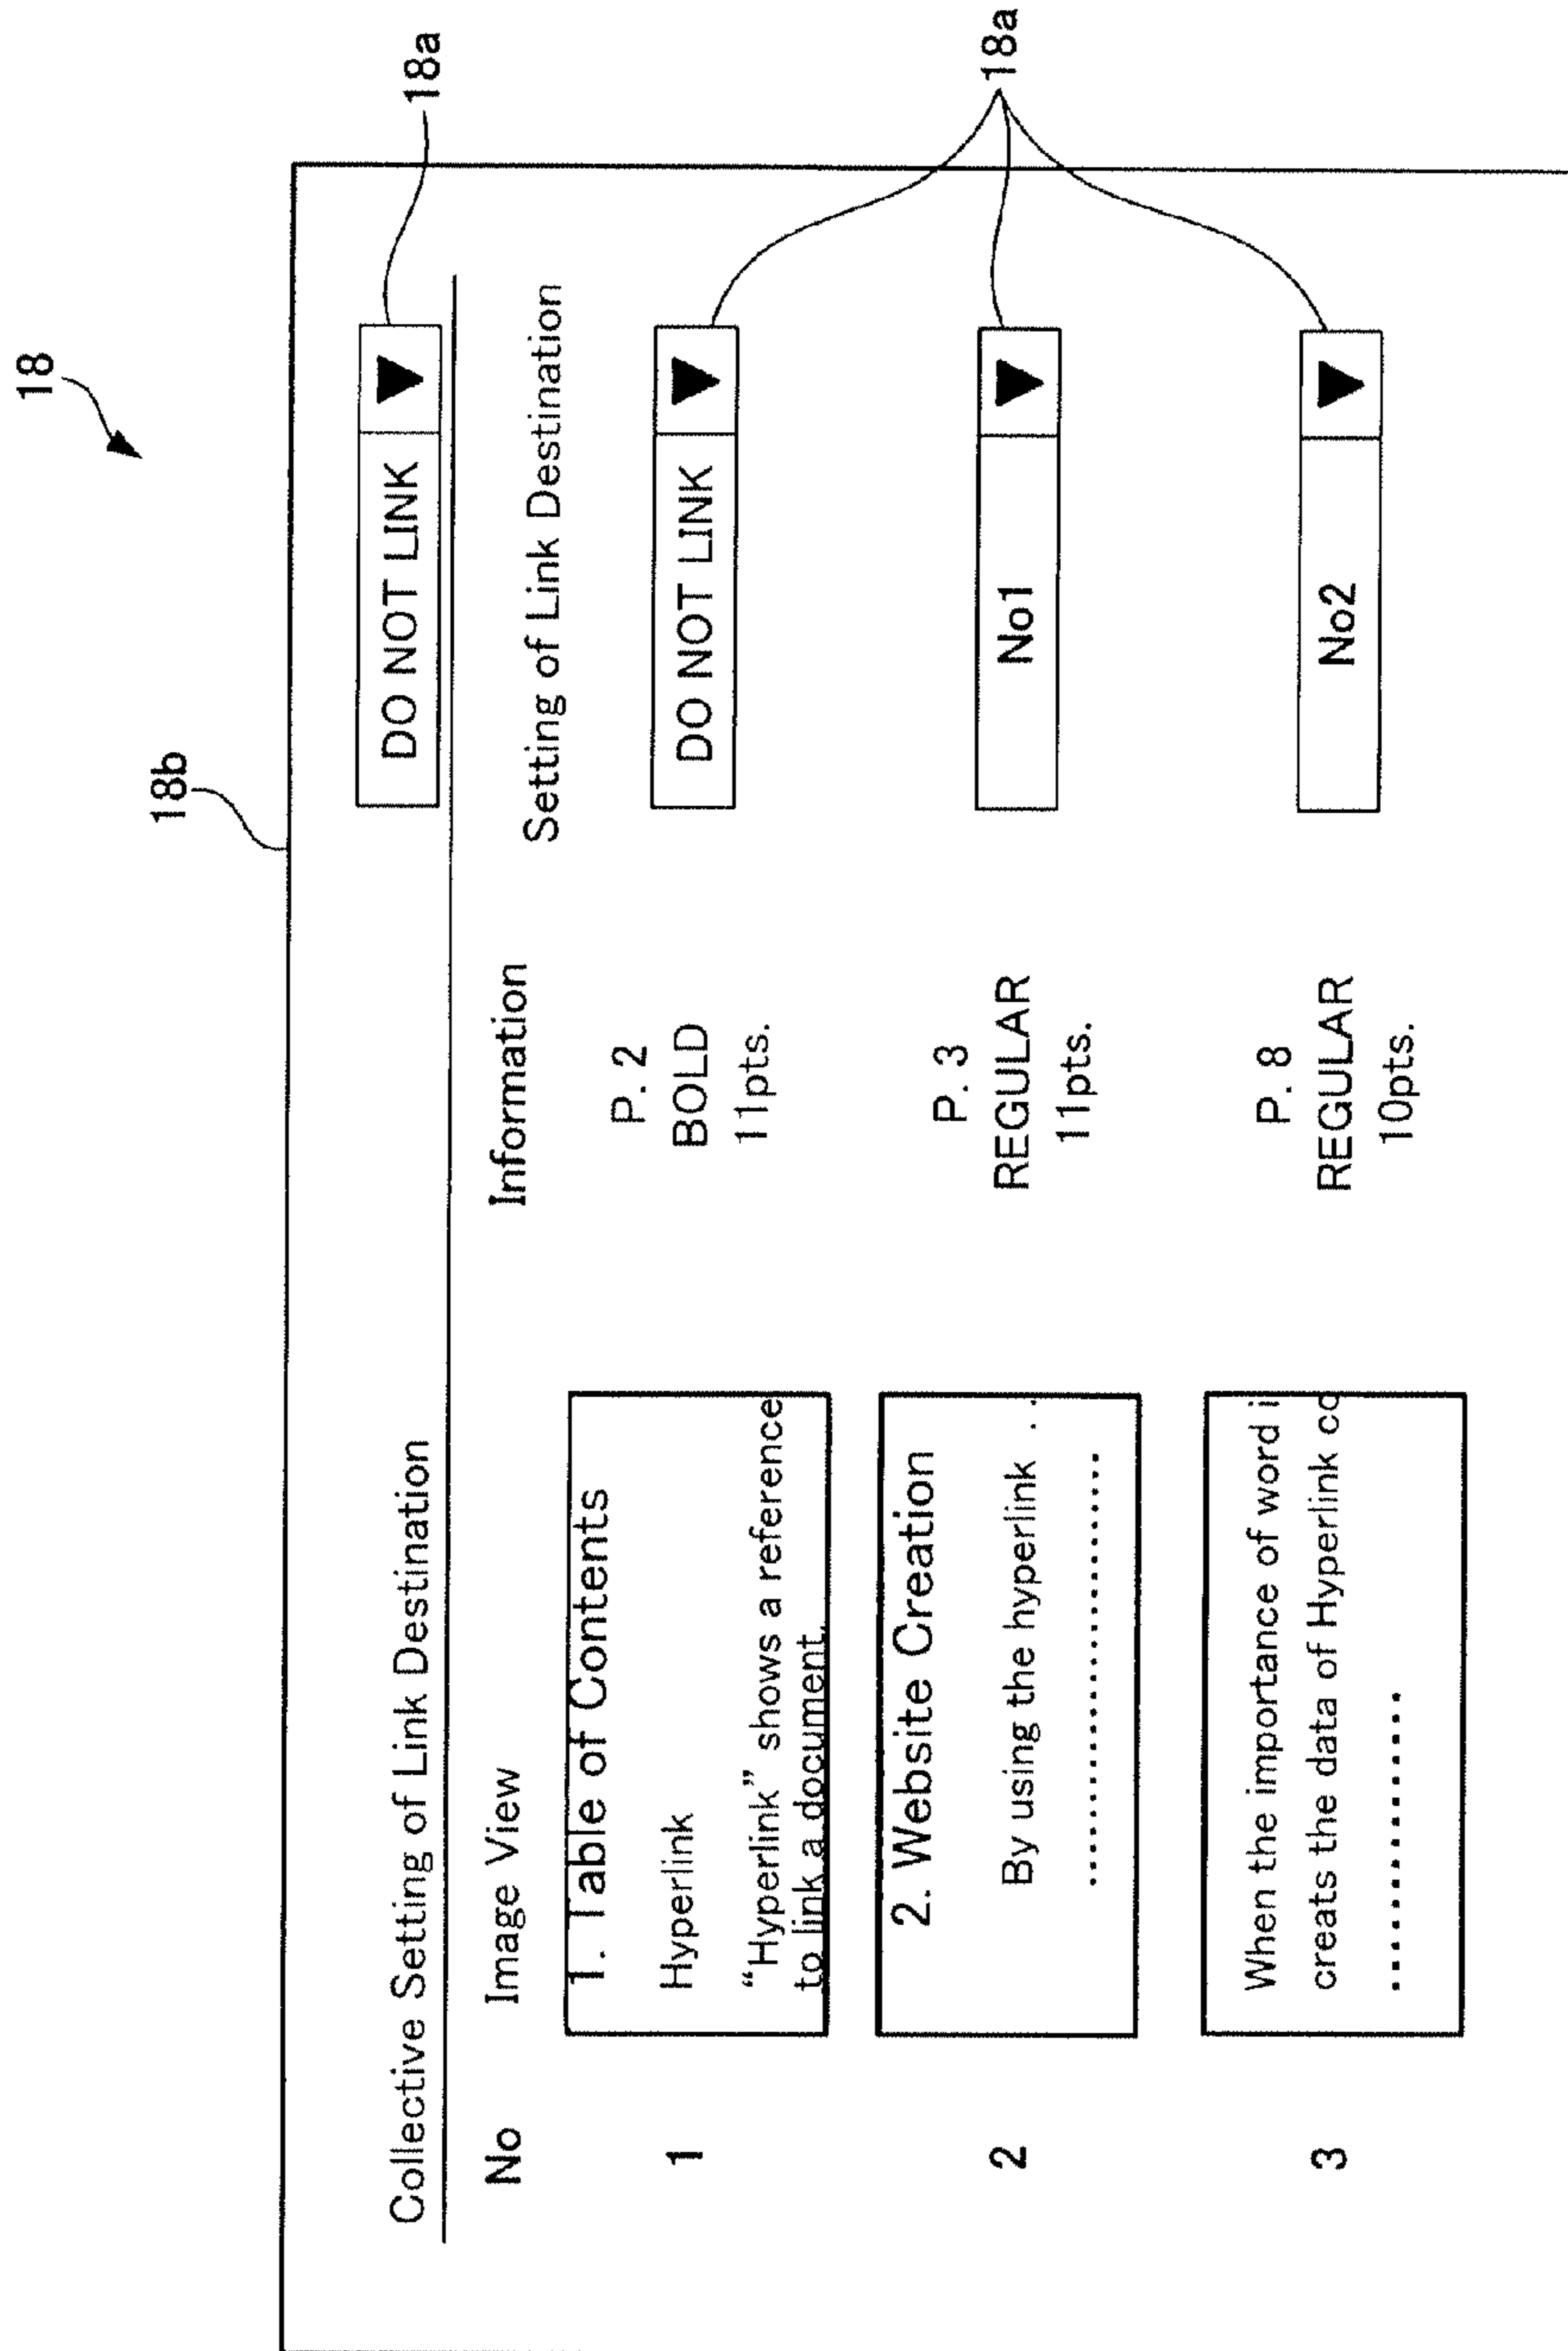 18
18b
18a
Collective Setting of Link Destination
DO NOT LINK ▼
No Image View Information Setting of Link Destination
1
1. Table of Contents
Hyperlink
“Hyperlink” shows a reference
to link a document.
P. 2
BOLD
11pts.
DO NOT LINK ▼
2
2. Website Creation
By using the hyperlink . .
........................
P. 3
REGULAR
11pts.
No1 ▼
18a
3
When the importance of word i
creats the data of Hyperlink co
................
P. 8
REGULAR
10pts.
No2 ▼